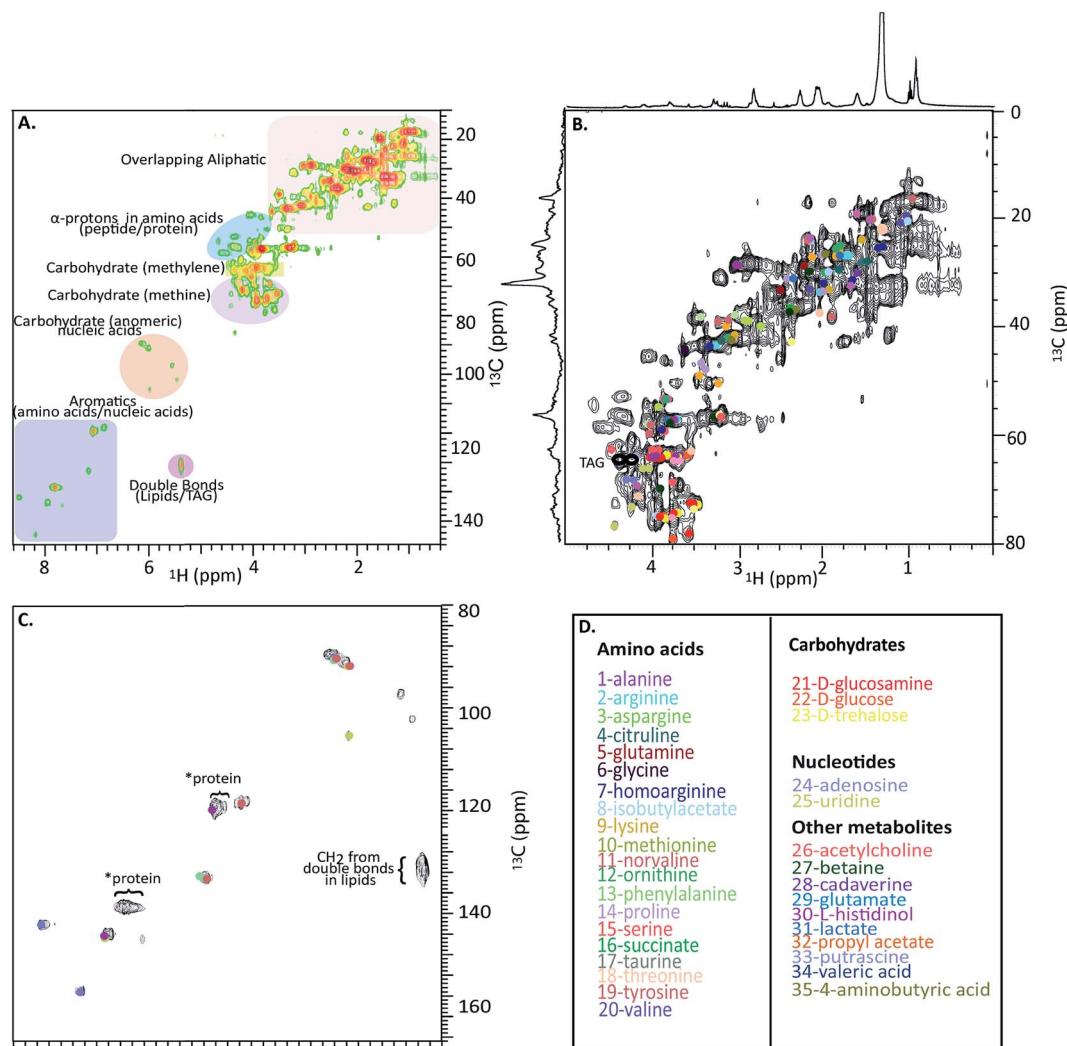 A.
Overlapping Aliphatic
α-protons in amino acids
(peptide/protein)
Carbohydrate (methylene)
Carbohydrate (methine)
Carbohydrate (anomeric)
nucleic acids
Aromatics
(amino acids/nucleic acids)
Double Bonds
(Lipids/TAG)
20
40
60
80
100
120
140
13C (ppm)
8 6 4 2
1H (ppm)
B.
TAG
0
20
40
60
80
13C (ppm)
4 3 2 1
1H (ppm)
C.
*protein
*protein
CH2 from
double bonds
in lipids
80
100
120
140
160
13C (ppm)
D.
Amino acids
1-alanine
2-arginine
3-aspargine
4-citruline
5-glutamine
6-glycine
7-homoarginine
8-isobutylacetate
9-lysine
10-methionine
11-norvaline
12-ornithine
13-phenylalanine
14-proline
15-serine
16-succinate
17-taurine
18-threonine
19-tyrosine
20-valine
Carbohydrates
21-D-glucosamine
22-D-glucose
23-D-trehalose
Nucleotides
24-adenosine
25-uridine
Other metabolites
26-acetylcholine
27-betaine
28-cadaverine
29-glutamate
30-L-histidinol
31-lactate
32-propyl acetate
33-putrascine
34-valeric acid
35-4-aminobutyric acid